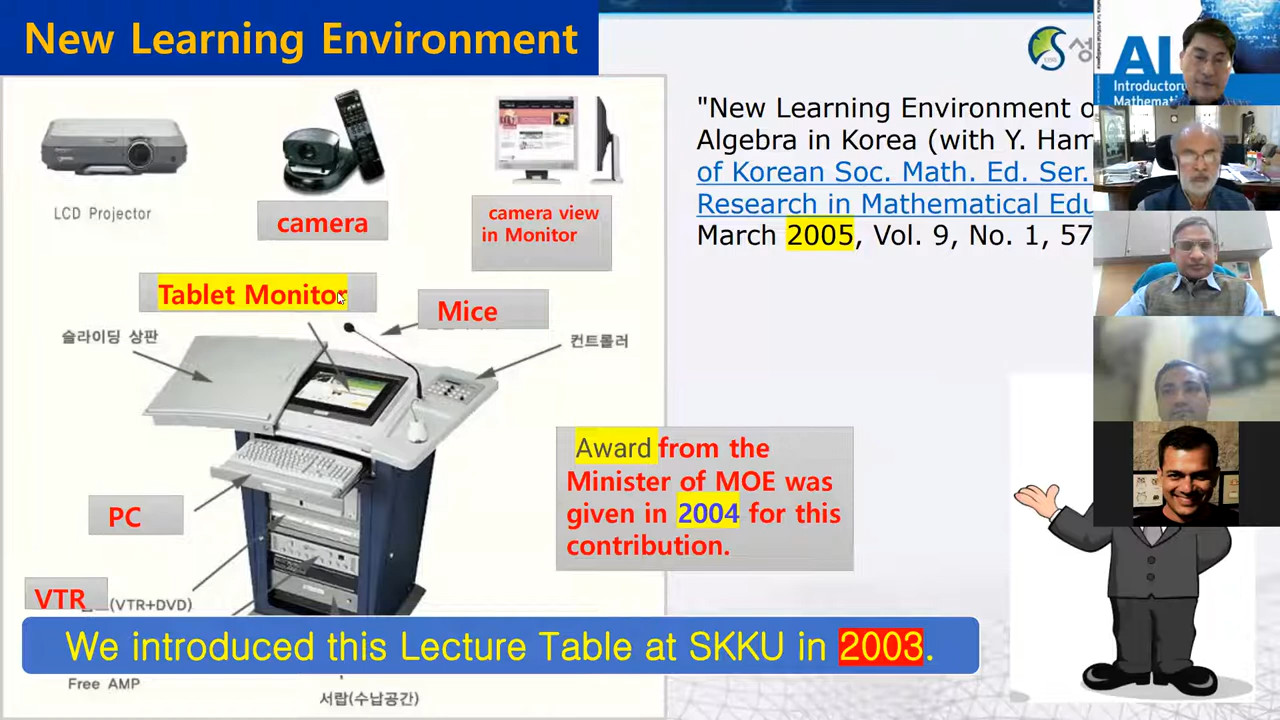 New Learning Environment
LCD Projector
camera
camera view
in Monitor
Tablet Monitor
Mice
슬라이딩 상판
컨트롤러
PC
VTR
(VTR+DVD)
Award from the
Minister of MOE was
given in 2004 for this
contribution.
We introduced this Lecture Table at SKKU in 2003.
Free AMP
서랍(수납공간)
성
"New Learning Environment o
Algebra in Korea (with Y. Ham
of Korean Soc. Math. Ed. Ser.
Research in Mathematical Edu
March 2005, Vol. 9, No. 1, 57
AI
Introductory
Mathemati